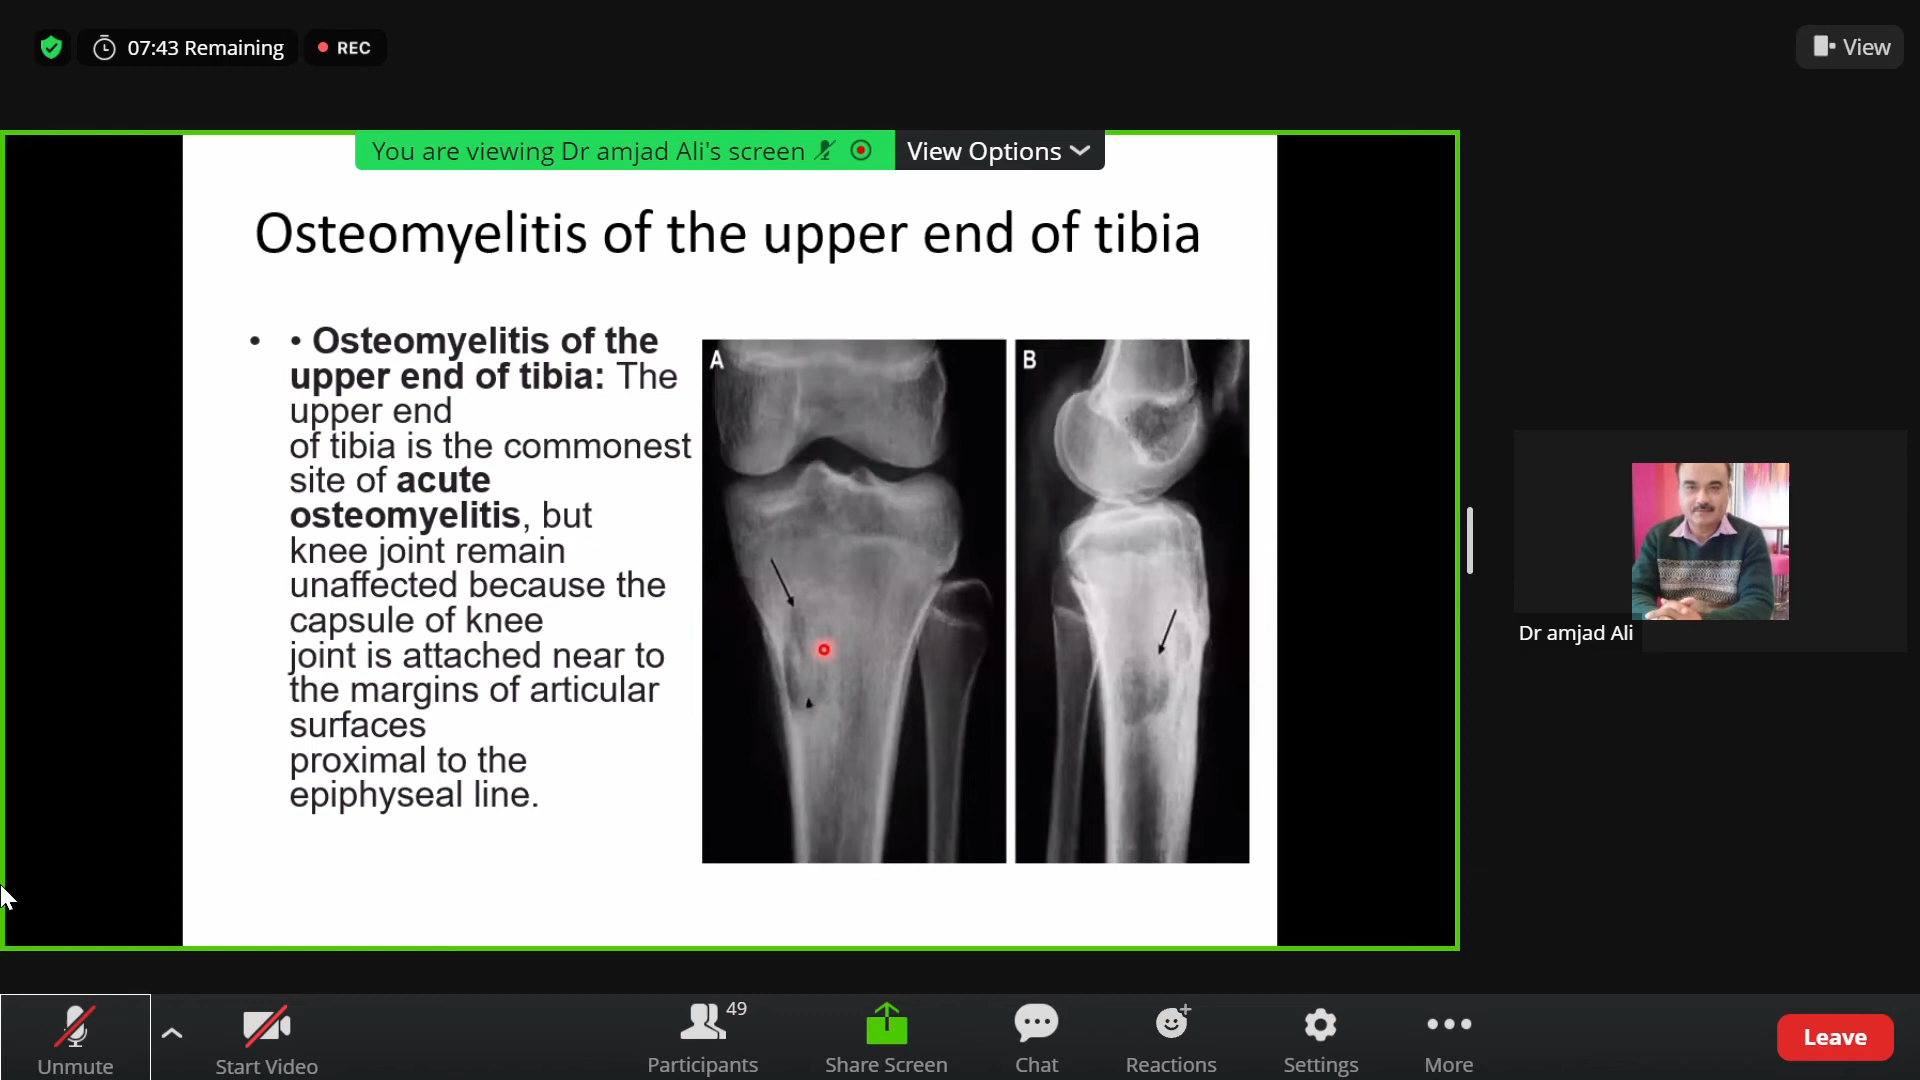 07:43 Remaining
REC
View
You are viewing Dr amjad Ali's screen
View Options
Osteomyelitis of the upper end of tibia
• • Osteomyelitis of the
upper end of tibia: The
upper end
of tibia is the commonest
site of acute
osteomyelitis, but
knee joint remain
unaffected because the
capsule of knee
joint is attached near to
the margins of articular
surfaces
proximal to the
epiphyseal line.
A
B
Dr amjad Ali
Unmute
Start Video
49
Participants
Share Screen
Chat
Reactions
Settings
More
Leave